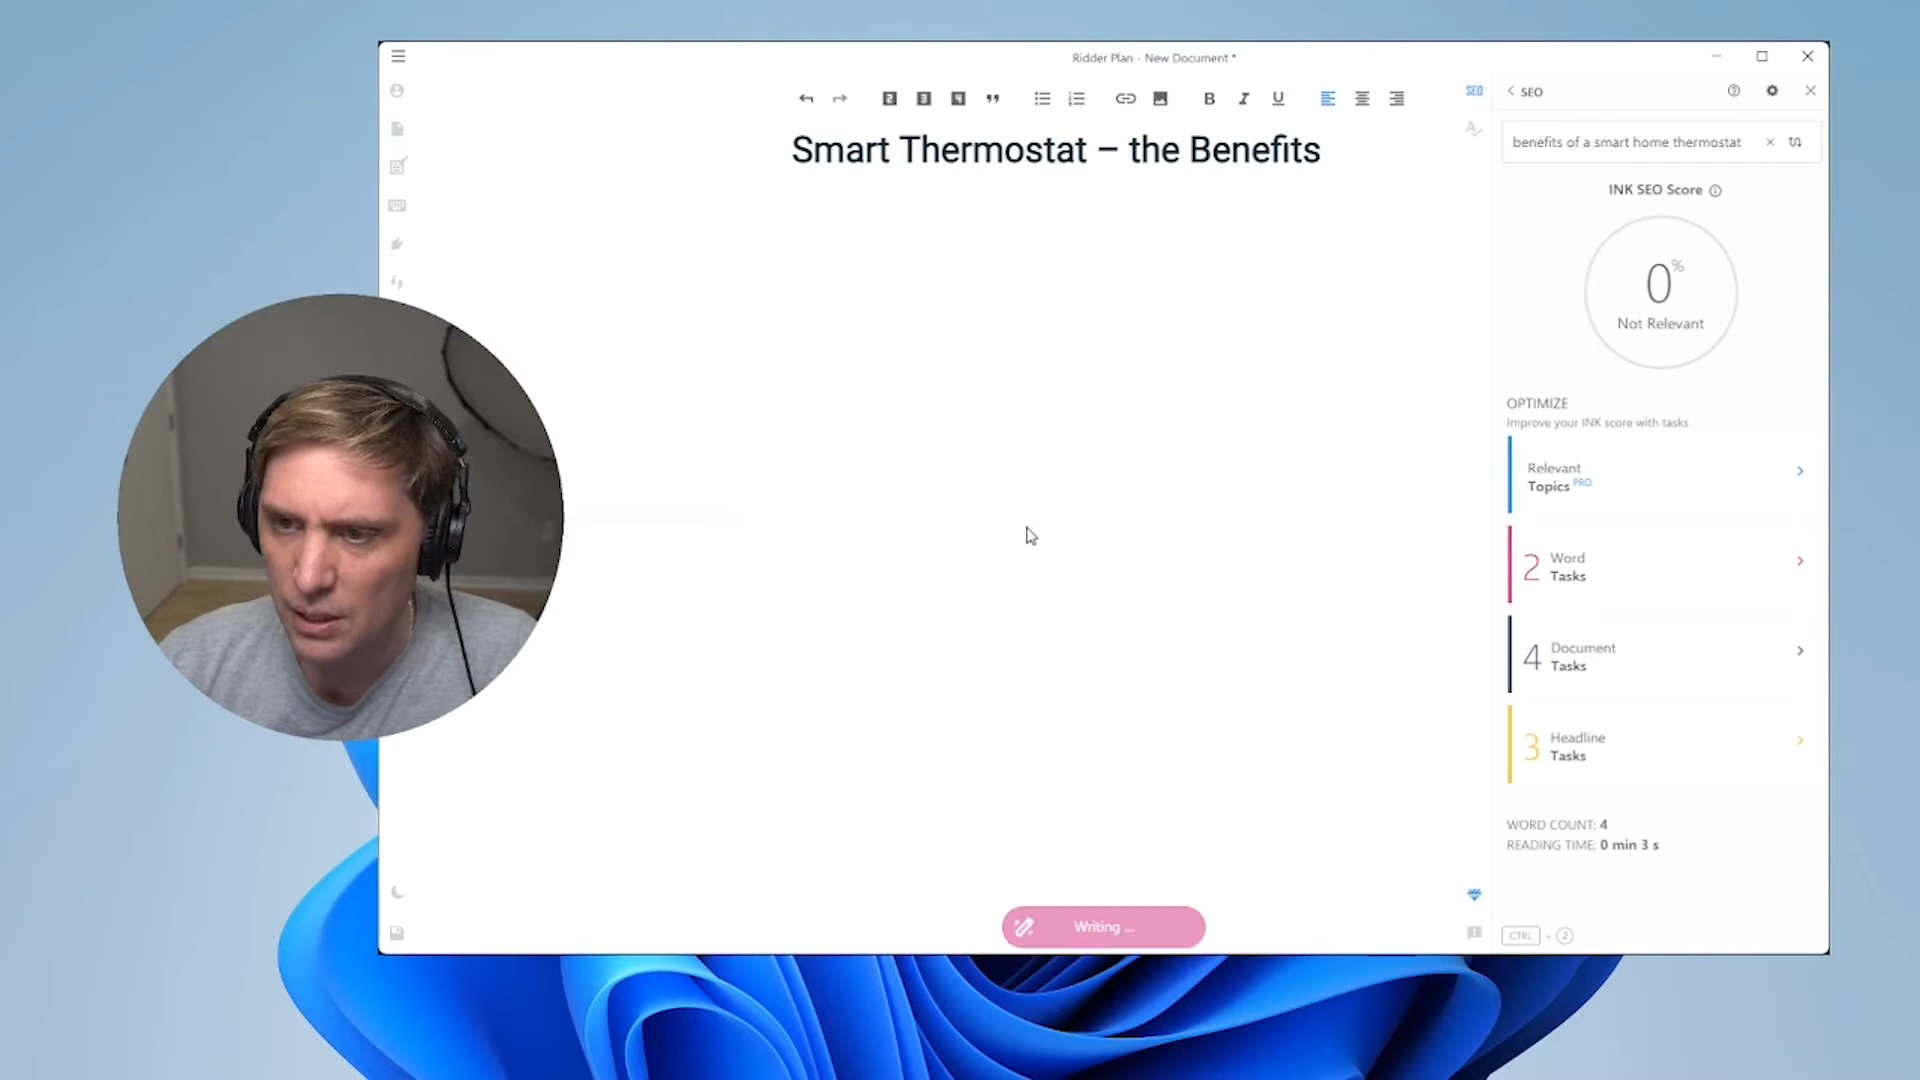 Ridder Plan - New Document *
SEO
SEO
B I U
Smart Thermostat – the Benefits
benefits of a smart home thermostat
INK SEO Score
0%
Not Relevant
OPTIMIZE
Improve your INK score with tasks
Relevant
Topics PRO
2 Word
Tasks
4 Document
Tasks
3 Headline
Tasks
WORD COUNT: 4
READING TIME: 0 min 3 s
Writing ...
CTRL + 2